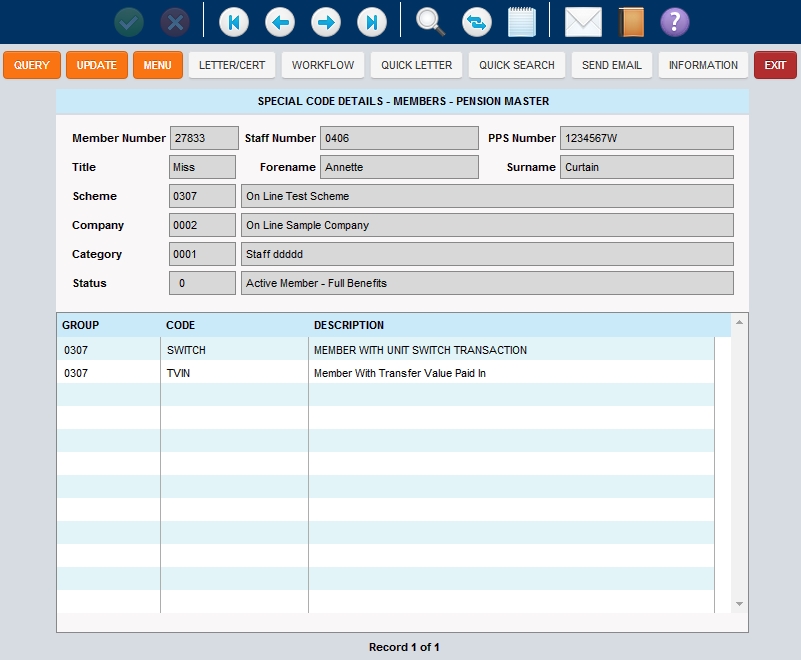 QUERY UPDATE MENU LETTER/CERT WORKFLOW QUICK LETTER QUICK SEARCH SEND EMAIL INFORMATION EXIT
SPECIAL CODE DETAILS - MEMBERS - PENSION MASTER
Member Number 27833 Staff Number 0406 PPS Number 1234567W
Title Miss Forename Annette Surname Curtain
Scheme 0307 On Line Test Scheme
Company 0002 On Line Sample Company
Category 0001 Staff ddddd
Status 0 Active Member - Full Benefits
GROUP CODE DESCRIPTION
0307 SWITCH MEMBER WITH UNIT SWITCH TRANSACTION
0307 TVIN Member With Transfer Value Paid In
Record 1 of 1